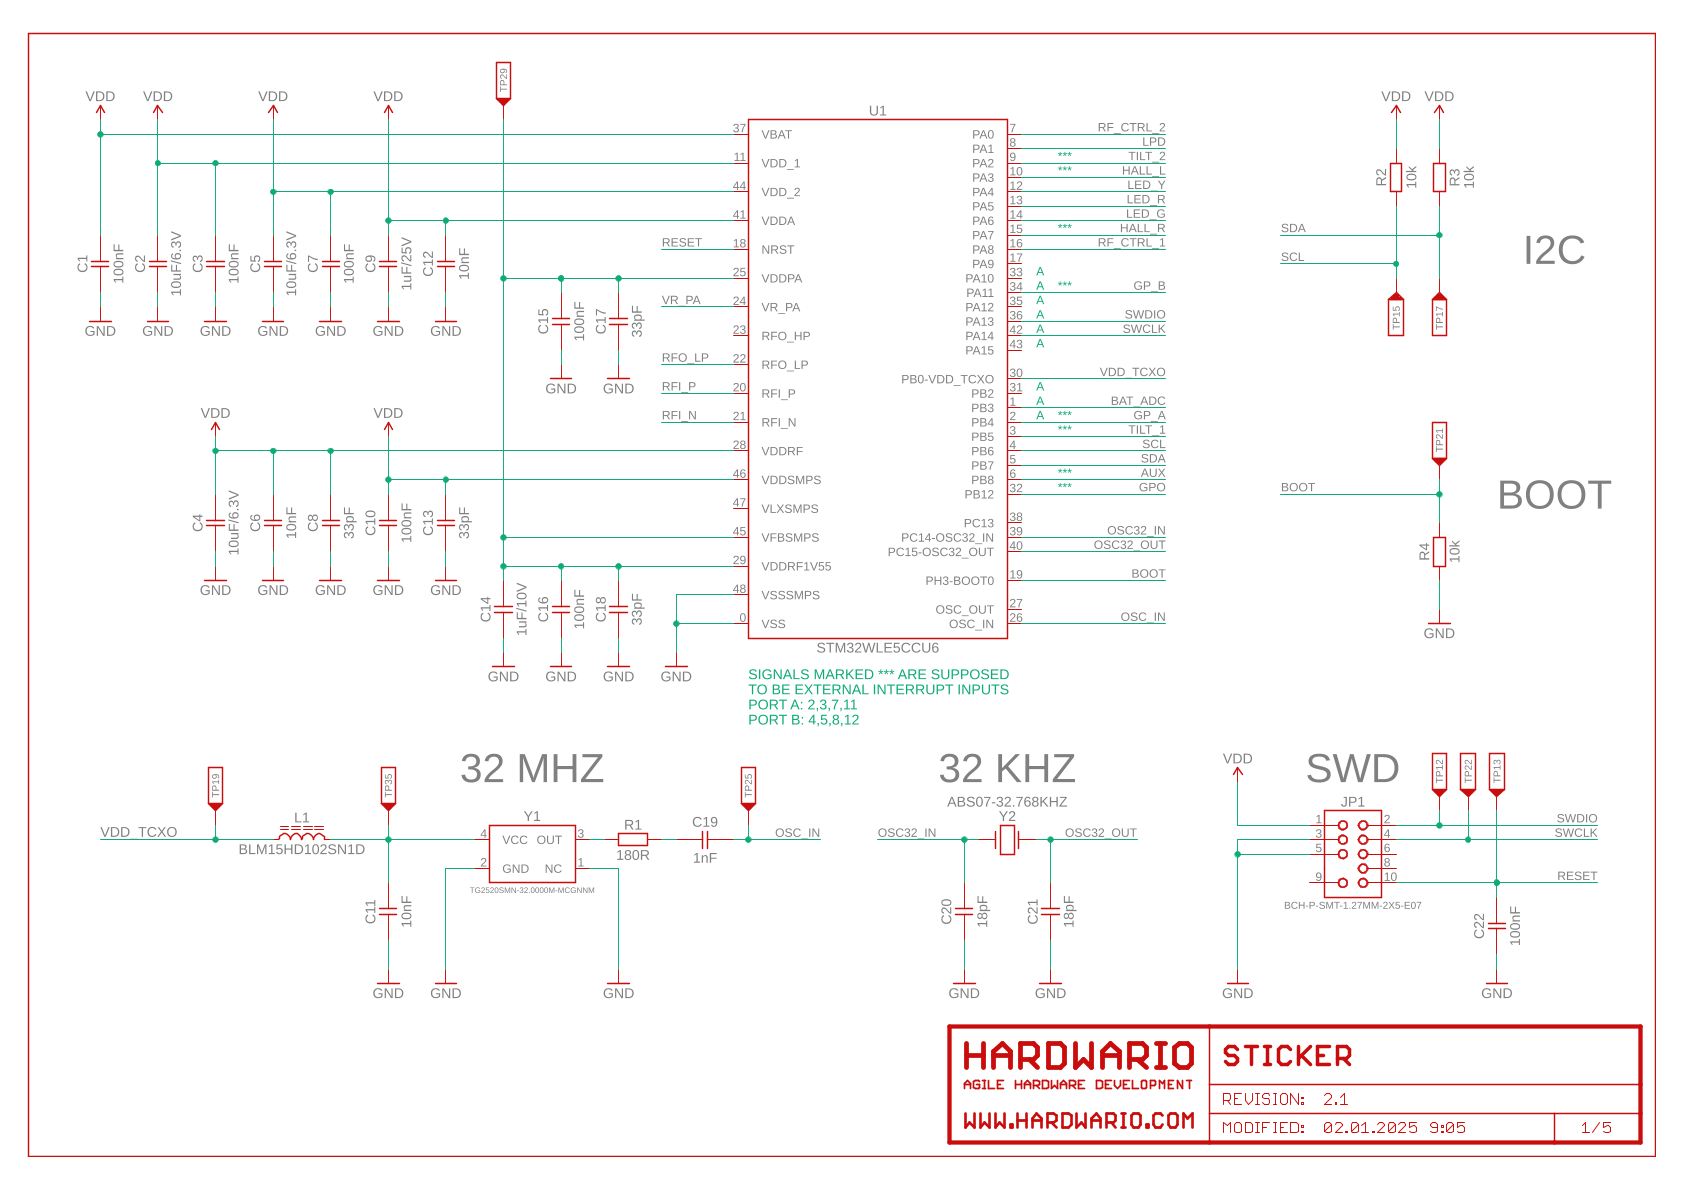 TP29
VDD VDD VDD VDD
VDD VDD
U1
37 VBAT
11 VDD_1
44 VDD_2
41 VDDA
RESET 18 NRST
25 VDDPA
VR_PA 24 VR_PA
23 RFO_HP
RFO_LP 22 RFO_LP
RFI_P 20 RFI_P
RFI_N 21 RFI_N
28 VDDRF
46 VDDSMPS
47 VLXSMPS
45 VFBSMPS
29 VDDRF1V55
48 VSSSMPS
0 VSS
PA0 7 RF_CTRL_2
PA1 8 LPD
PA2 9 *** TILT_2
PA3 10 *** HALL_L
PA4 12 LED_Y
PA5 13 LED_R
PA6 14 LED_G
PA7 15 *** HALL_R
PA8 16 RF_CTRL_1
PA9 17
PA10 33 A
PA11 34 A *** GP_B
PA12 35 A
PA13 36 A SWDIO
PA14 42 A SWCLK
PA15 43 A
PB0-VDD_TCXO 30 VDD_TCXO
PB2 31 A
PB3 1 A BAT_ADC
PB4 2 A *** GP_A
PB5 3 *** TILT_1
PB6 4 SCL
PB7 5 SDA
PB8 6 *** AUX
PB12 32 *** GPO
PC13 38
PC14-OSC32_IN 39 OSC32_IN
PC15-OSC32_OUT 40 OSC32_OUT
PH3-BOOT0 19 BOOT
OSC_OUT 27
OSC_IN 26 OSC_IN
STM32WLE5CCU6
SIGNALS MARKED *** ARE SUPPOSED
TO BE EXTERNAL INTERRUPT INPUTS
PORT A: 2,3,7,11
PORT B: 4,5,8,12
C1 100nF
C2 10uF/6.3V
C3 100nF
C5 10uF/6.3V
C7 100nF
C9 1uF/25V
C12 10nF
GND GND GND GND GND GND GND
C15 100nF
C17 33pF
GND GND
VDD VDD
C4 10uF/6.3V
C6 10nF
C8 33pF
C10 100nF
C13 33pF
GND GND GND GND GND
C14 1uF/10V
C16 100nF
C18 33pF
GND GND GND GND
R2 10k
R3 10k
SDA
SCL
I2C
TP15 TP17
TP21
BOOT
BOOT
R4 10k
GND
32 MHZ
TP19 TP35 TP25
VDD_TCXO
L1
BLM15HD102SN1D
Y1
4 VCC OUT 3
2 GND NC 1
TG2520SMN-32.0000M-MCGNNM
R1
180R
C19
1nF
OSC_IN
C11 10nF
GND GND GND
32 KHZ
ABS07-32.768KHZ
Y2
OSC32_IN
OSC32_OUT
C20 18pF
C21 18pF
GND GND
SWD
VDD
TP12 TP22 TP13
JP1
1 2 SWDIO
3 4 SWCLK
5 6
8
9 10 RESET
BCH-P-SMT-1.27MM-2X5-E07
C22 100nF
GND GND
HARDWARIO
AGILE HARDWARE DEVELOPMENT
WWW.HARDWARIO.COM
STICKER
REVISION: 2.1
MODIFIED: 02.01.2025 9:05
1/5